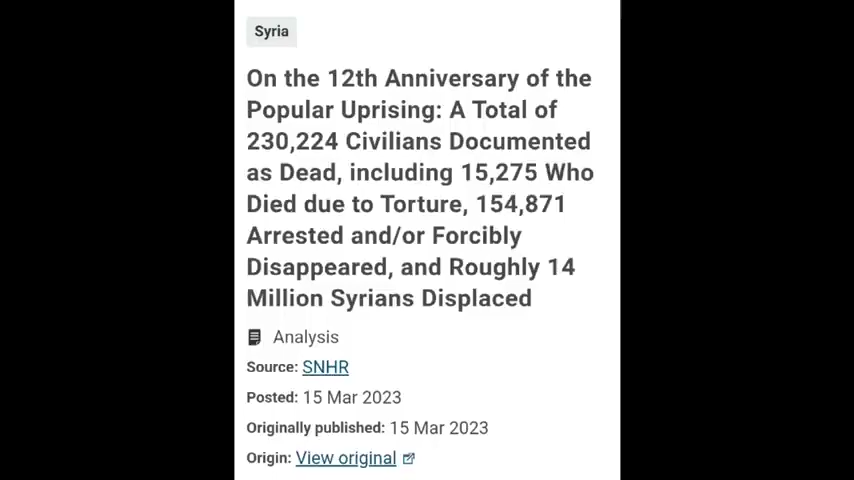 Syria
On the 12th Anniversary of the
Popular Uprising: A Total of
230,224 Civilians Documented
as Dead, including 15,275 Who
Died due to Torture, 154,871
Arrested and/or Forcibly
Disappeared, and Roughly 14
Million Syrians Displaced
Analysis
Source: SNHR
Posted: 15 Mar 2023
Originally published: 15 Mar 2023
Origin: View original